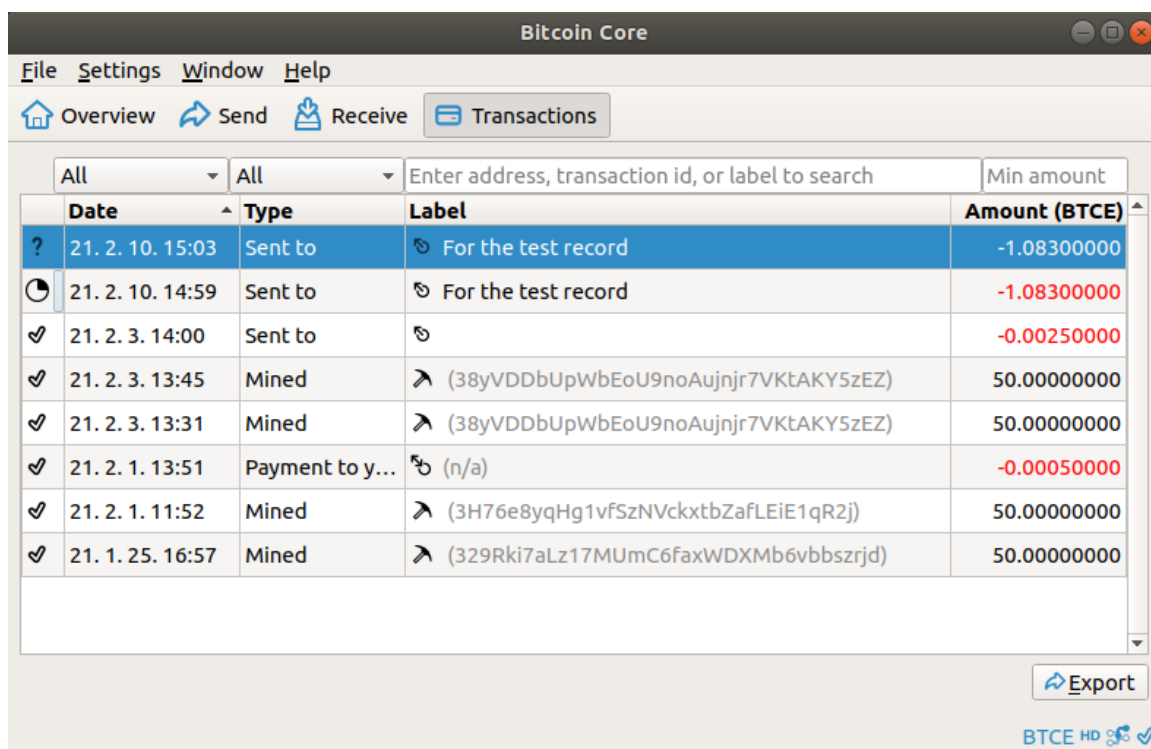 Bitcoin Core
File Settings Window Help
Overview Send Receive Transactions
All All Enter address, transaction id, or label to search Min amount
Date Type Label Amount (BTCE)
? 21. 2. 10. 15:03 Sent to For the test record -1.08300000
21. 2. 10. 14:59 Sent to For the test record -1.08300000
21. 2. 3. 14:00 Sent to -0.00250000
21. 2. 3. 13:45 Mined (38yVDDbUpWbEoU9noAujnjr7VKtAKY5zEZ) 50.00000000
21. 2. 3. 13:31 Mined (38yVDDbUpWbEoU9noAujnjr7VKtAKY5zEZ) 50.00000000
21. 2. 1. 13:51 Payment to y... (n/a) -0.00050000
21. 2. 1. 11:52 Mined (3H76e8yqHg1vfSzNVckxtbZafLEiE1qR2j) 50.00000000
21. 1. 25. 16:57 Mined (329Rki7aLz17MUmC6faxWDXMb6vbbszrjd) 50.00000000
Export
BTCE HD